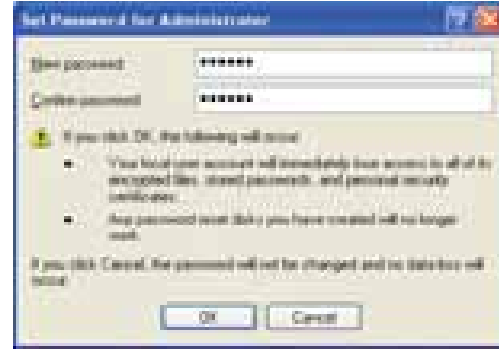 Set Password for Administrator
New password:
••••••
Confirm password:
••••••
If you click OK, the following will occur:
• Your local user account will immediately lose access to all of its
encrypted files, stored passwords, and personal security
certificates.
• Any password reset disks you have created will no longer
work.
If you click Cancel, the password will not be changed and no data loss will
occur.
OK
Cancel